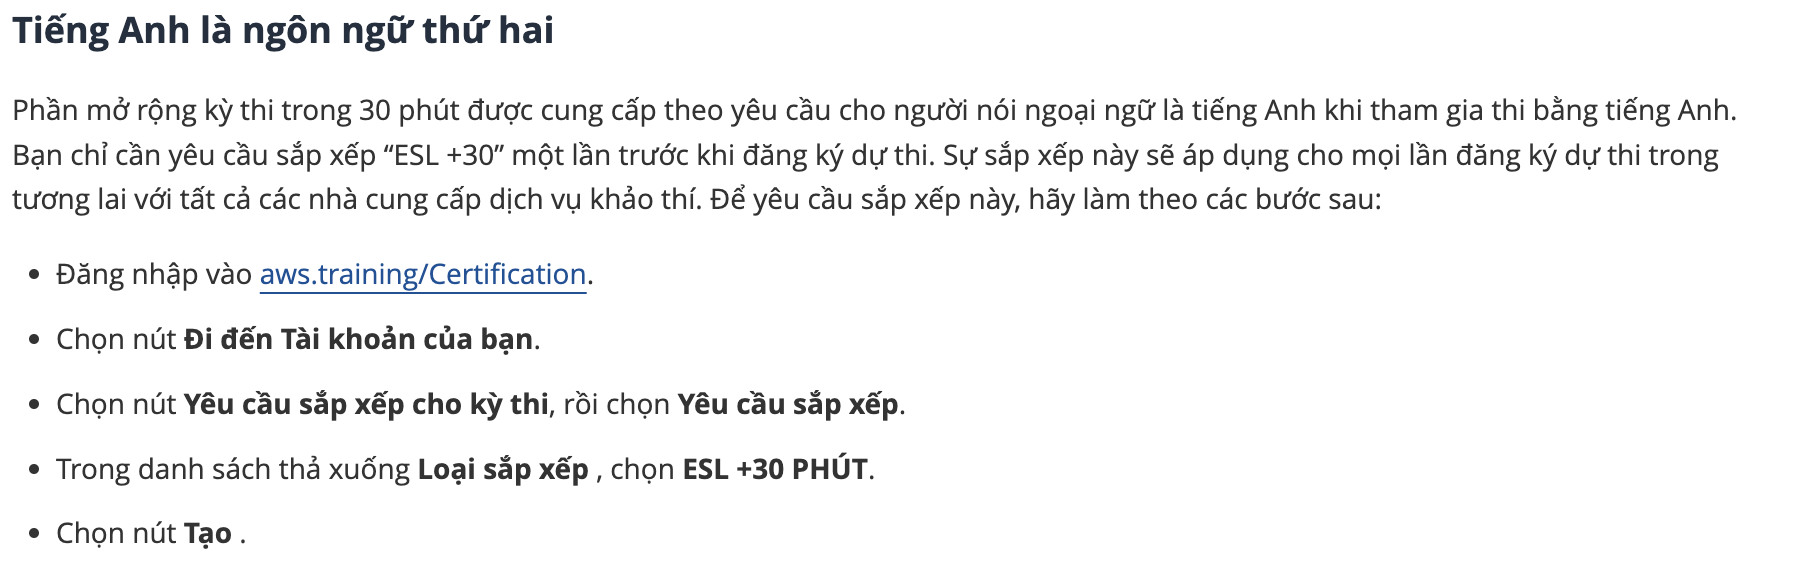 Tiếng Anh là ngôn ngữ thứ hai
Phần mở rộng kỳ thi trong 30 phút được cung cấp theo yêu cầu cho người nói ngoại ngữ là tiếng Anh khi tham gia thi bằng tiếng Anh.
Bạn chỉ cần yêu cầu sắp xếp “ESL +30” một lần trước khi đăng ký dự thi. Sự sắp xếp này sẽ áp dụng cho mọi lần đăng ký dự thi trong
tương lai với tất cả các nhà cung cấp dịch vụ khảo thí. Để yêu cầu sắp xếp này, hãy làm theo các bước sau:
• Đăng nhập vào aws.training/Certification.
• Chọn nút Đi đến Tài khoản của bạn.
• Chọn nút Yêu cầu sắp xếp cho kỳ thi, rồi chọn Yêu cầu sắp xếp.
• Trong danh sách thả xuống Loại sắp xếp , chọn ESL +30 PHÚT.
• Chọn nút Tạo .